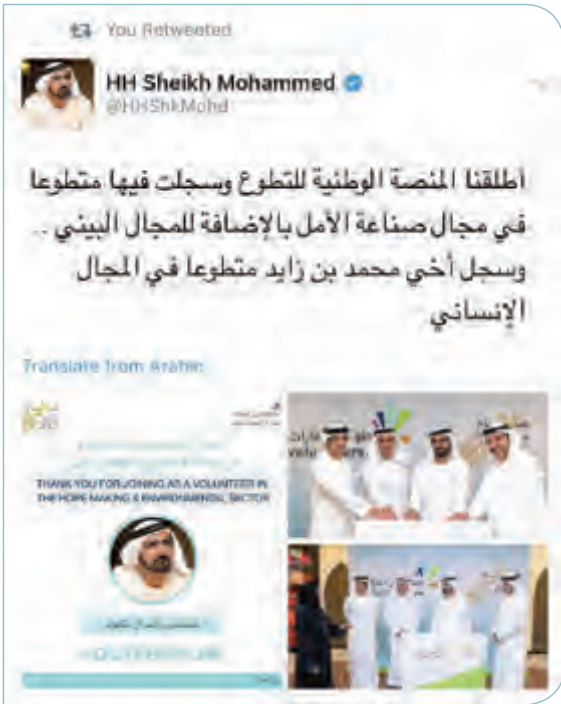 You Retweeted
HH Sheikh Mohammed
@HHShkMohd
أطلقنا المنصة الوطنية للتطوع وسجلت فيها متطوعا
في مجال صناعة الأمل بالإضافة للمجال البيئي ..
وسجل أخي محمد بن زايد متطوعا في المجال
الإنساني
Translate from Arabic
THANK YOU FOR JOINING AS A VOLUNTEER IN
THE HOPE MAKING & ENVIRONMENTAL SECTOR